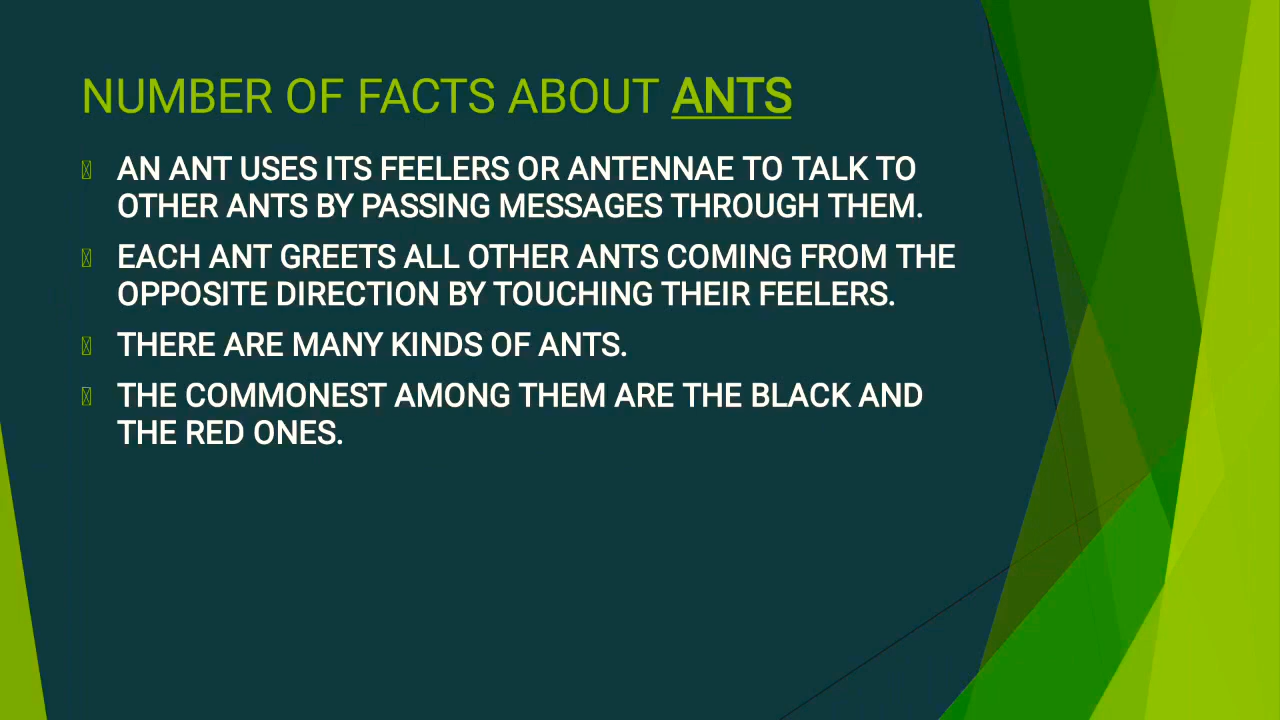 NUMBER OF FACTS ABOUT ANTS
AN ANT USES ITS FEELERS OR ANTENNAE TO TALK TO
OTHER ANTS BY PASSING MESSAGES THROUGH THEM.
EACH ANT GREETS ALL OTHER ANTS COMING FROM THE
OPPOSITE DIRECTION BY TOUCHING THEIR FEELERS.
THERE ARE MANY KINDS OF ANTS.
THE COMMONEST AMONG THEM ARE THE BLACK AND
THE RED ONES.